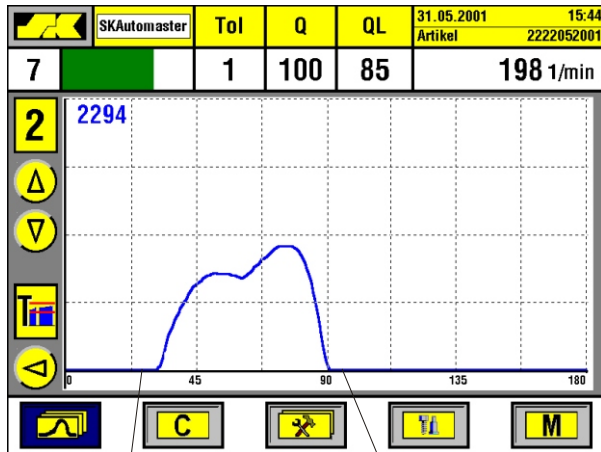 SKAutomaster Tol Q QL 31.05.2001 15:44
Artikel 2222052001
7 1 100 85 198 1/min
2 2294
T
0 45 90 135 180
C M